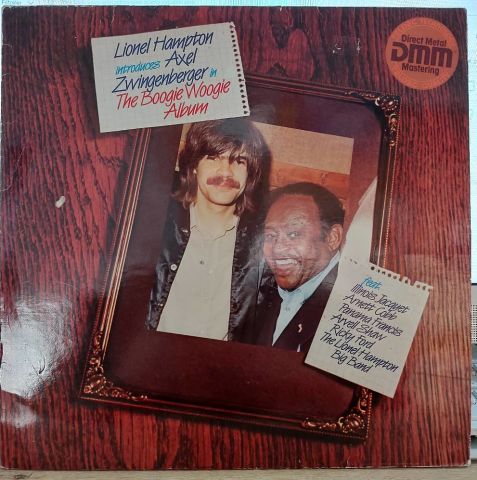 Lionel Hampton
introduces Axel
Zwingenberger in
The Boogie Woogie
Album
Direct Metal
DMM
Mastering
feat.
Illinois Jacquet
Arnett Cobb
Panama Francis
Arvell Shaw
Ricky Ford
The Lionel Hampton
Big Band